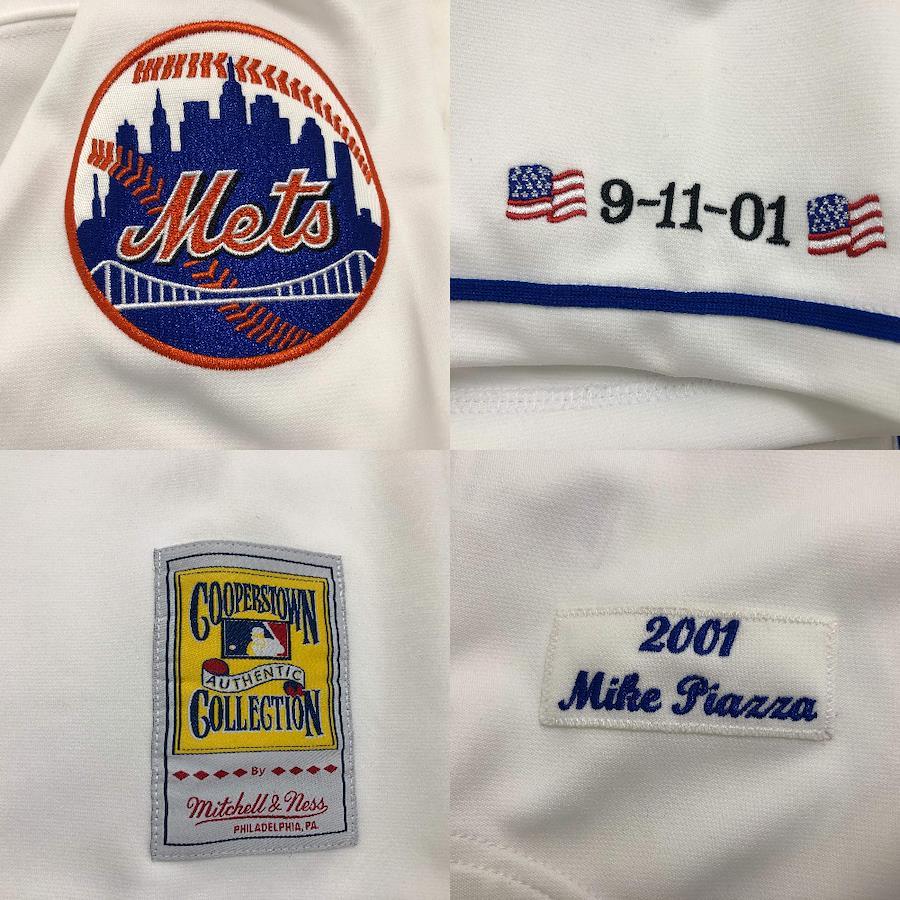 Mets
9-11-01
COOPERSTOWN
AUTHENTIC
COLLECTION
By
Mitchell & Ness
PHILADELPHIA, PA.
2001
Mike Piazza